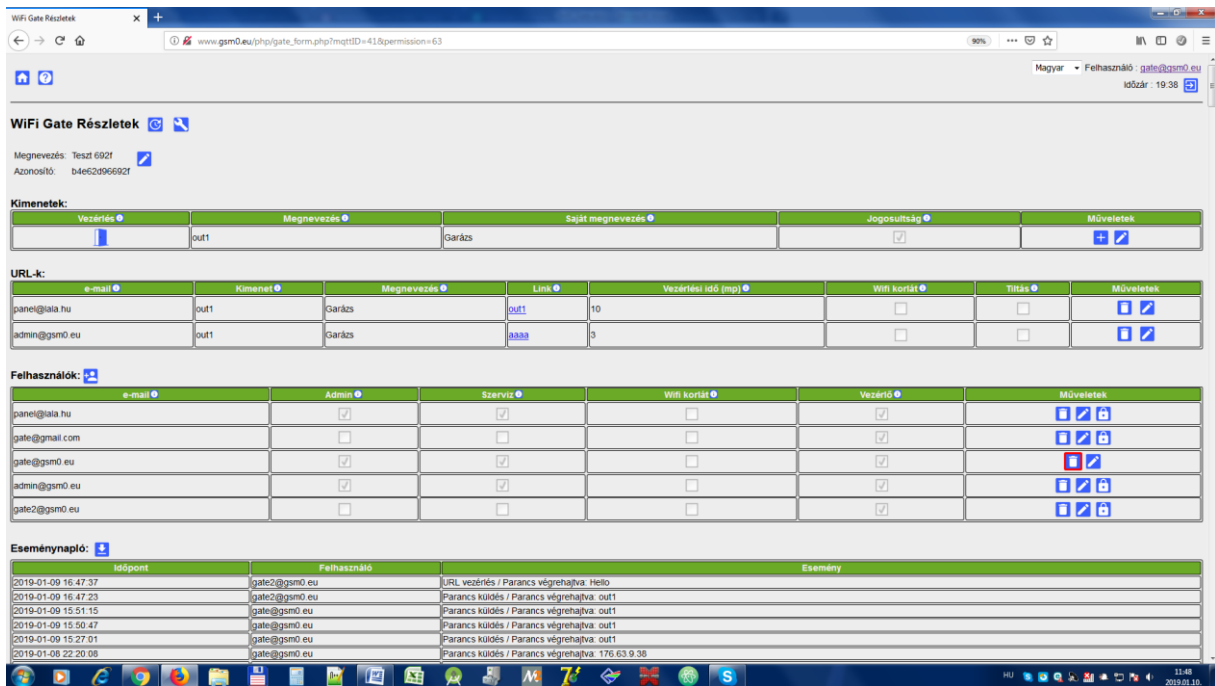 WiFi Gate Részletek
www.gsm0.eu/php/gate_form.php?mqttID=41&permission=63
90%
Magyar Felhasználó : gate@gsm0.eu
Időzár : 19:38
WiFi Gate Részletek
Megnevezés: Teszt 692f
Azonosító: b4e62d96692f
Kimenetek:
Vezérlés Megnevezés Saját megnevezés Jogosultság Műveletek
out1 Garázs
URL-k:
e-mail Kimenet Megnevezés Link Vezérlési idő (mp) Wifi korlát Tiltás Műveletek
panel@lala.hu out1 Garázs out1 10
admin@gsm0.eu out1 Garázs aaaa 3
Felhasználók:
e-mail Admin Szerviz Wifi korlát Vezérlő Műveletek
panel@lala.hu
gate@gmail.com
gate@gsm0.eu
admin@gsm0.eu
gate2@gsm0.eu
Eseménynapló:
Időpont Felhasználó Esemény
2019-01-09 16:47:37 gate2@gsm0.eu URL vezérlés / Parancs végrehajtva: Hello
2019-01-09 16:47:23 gate2@gsm0.eu Parancs küldés / Parancs végrehajtva: out1
2019-01-09 15:51:15 gate@gsm0.eu Parancs küldés / Parancs végrehajtva: out1
2019-01-09 15:50:47 gate@gsm0.eu Parancs küldés / Parancs végrehajtva: out1
2019-01-09 15:27:01 gate@gsm0.eu Parancs küldés / Parancs végrehajtva: out1
2019-01-08 22:20:08 gate@gsm0.eu Parancs küldés / Parancs végrehajtva: 176.63.9.38
HU 11:48
2019.01.10.